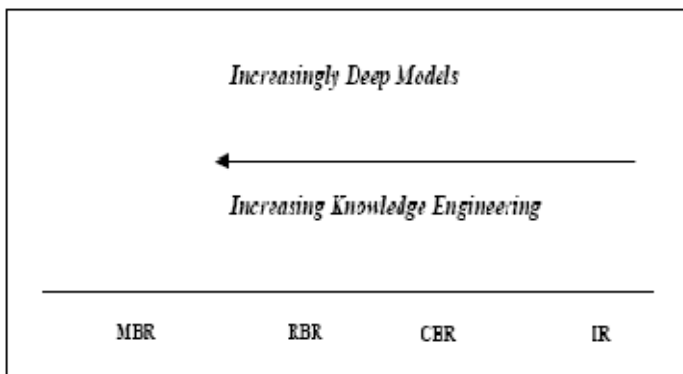 Increasingly Deep Models
Increasing Knowledge Engineering
MBR RBR CBR IR